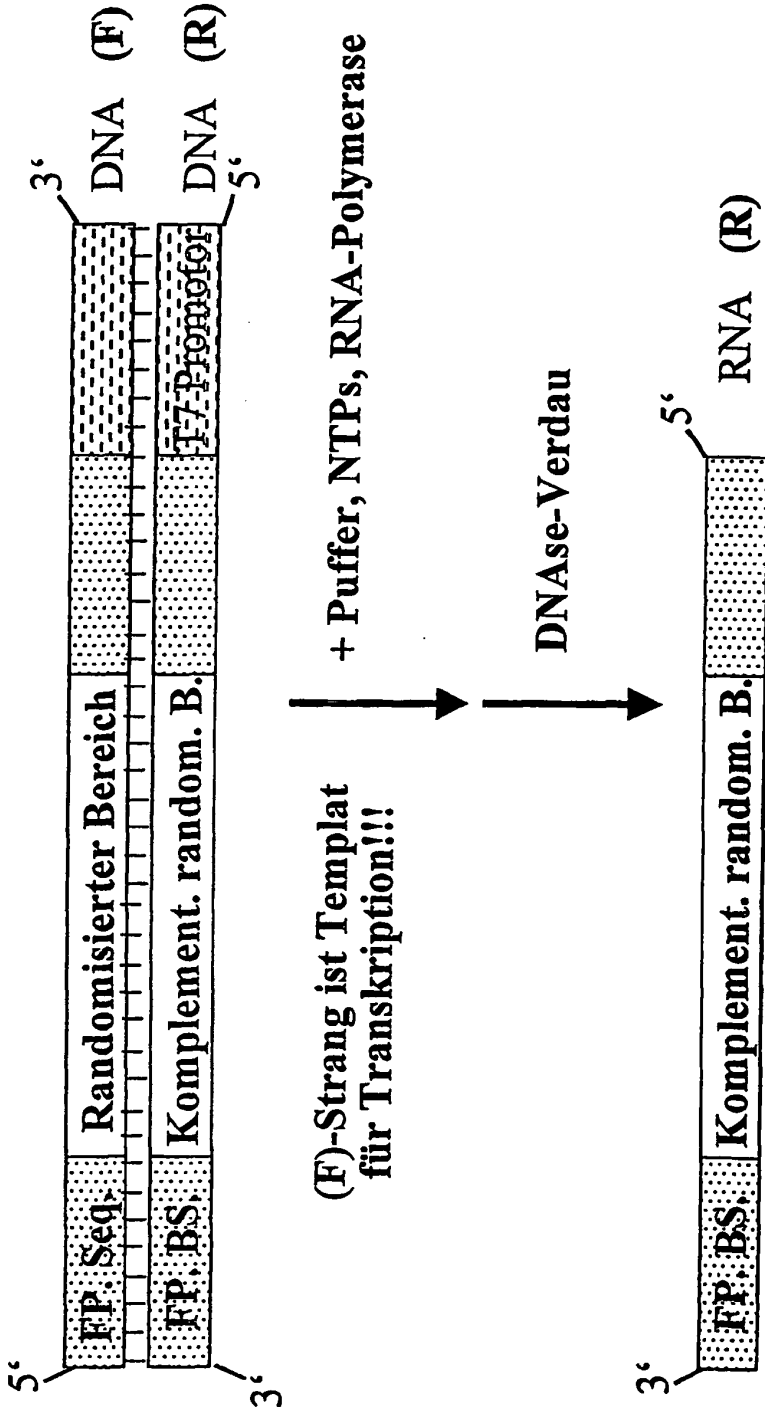 5‘ 3‘
FP. Seq. Randomisierter Bereich DNA (F)
FP. BS. Komplement. random. B. T7 Promotor DNA (R)
3‘ 5‘
(F)-Strang ist Templat
für Transkription!!!
+ Puffer, NTPs, RNA-Polymerase
DNAse-Verdau
3‘ 5‘
FP. BS. Komplement. random. B. RNA (R)